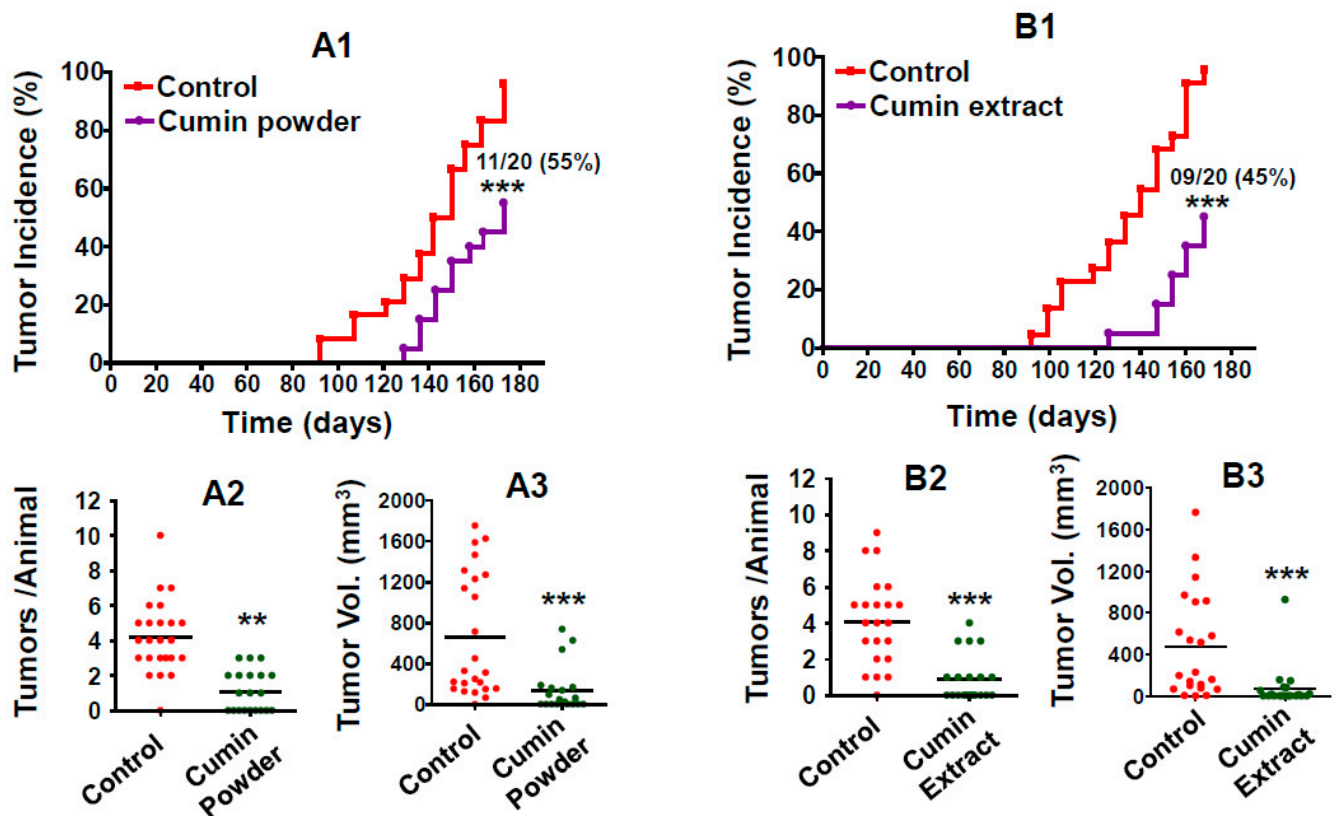 A1
Tumor Incidence (%)
100
80
60
40
20
0
Control
Cumin powder
11/20 (55%)
***
0 20 40 60 80 100 120 140 160 180
Time (days)
B1
Tumor Incidence (%)
100
80
60
40
20
0
Control
Cumin extract
09/20 (45%)
***
0 20 40 60 80 100 120 140 160 180
Time (days)
A2
Tumors /Animal
12
10
8
6
4
2
0
**
Control
Cumin
Powder
A3
Tumor Vol. (mm³)
2000
1600
1200
800
400
0
***
Control
Cumin
Powder
B2
Tumors /Animal
12
10
8
6
4
2
0
***
Control
Cumin
Extract
B3
Tumor Vol. (mm³)
2000
1600
1200
800
400
0
***
Control
Cumin
Extract